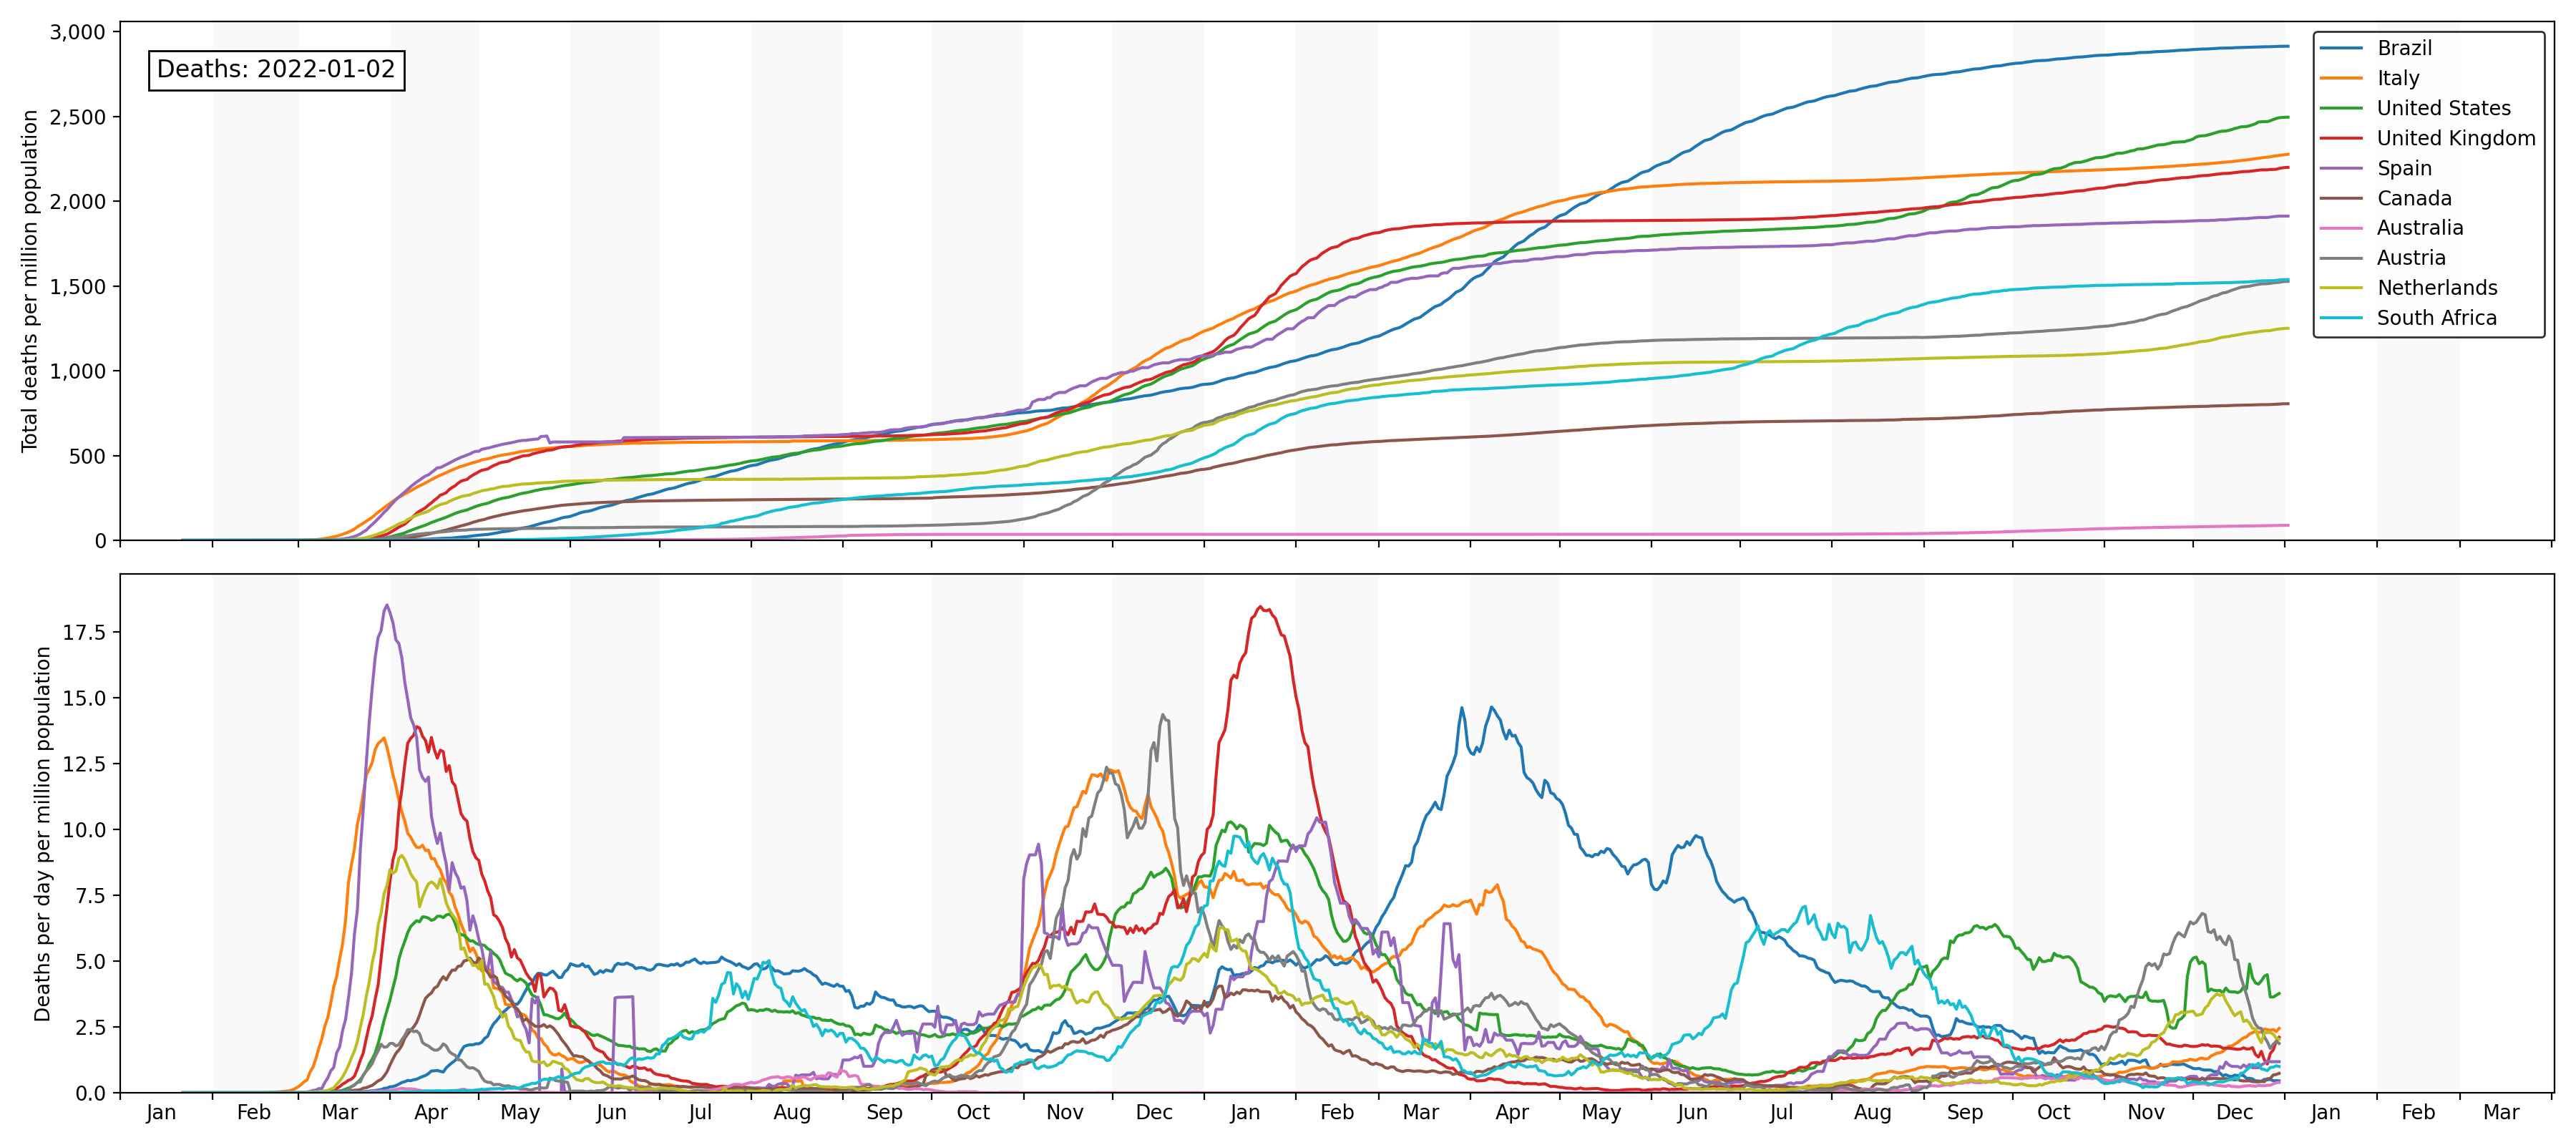 Total deaths per million population
3,000
2,500
2,000
1,500
1,000
500
0
Deaths: 2022-01-02
Brazil
Italy
United States
United Kingdom
Spain
Canada
Australia
Austria
Netherlands
South Africa
Deaths per day per million population
17.5
15.0
12.5
10.0
7.5
5.0
2.5
0.0
Jan Feb Mar Apr May Jun Jul Aug Sep Oct Nov Dec Jan Feb Mar Apr May Jun Jul Aug Sep Oct Nov Dec Jan Feb Mar